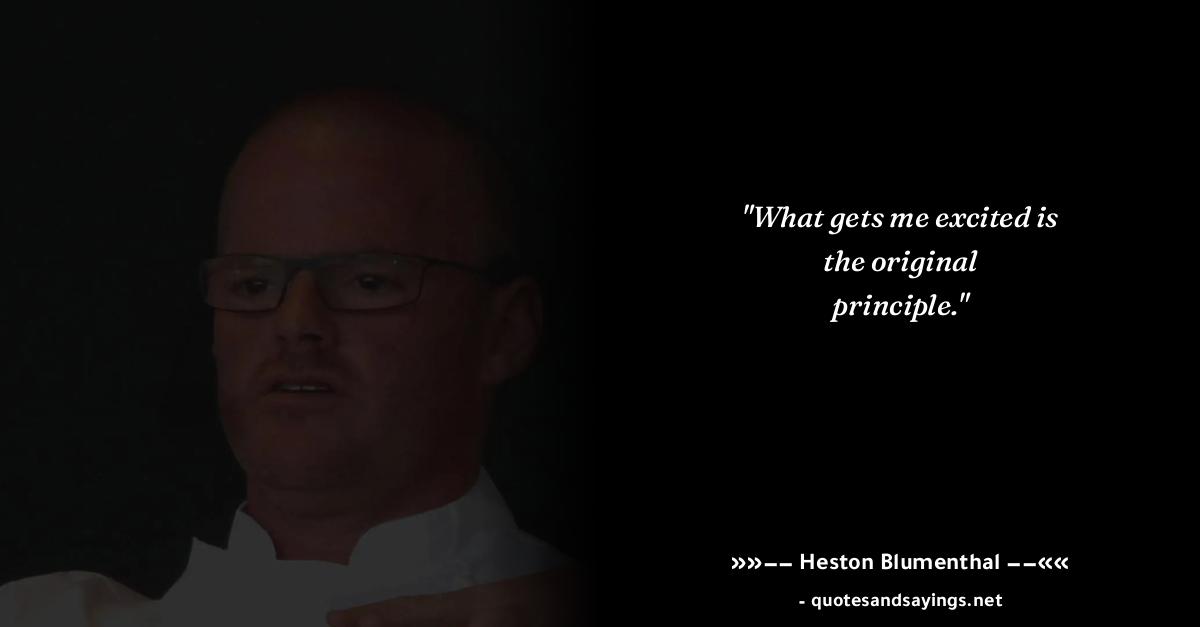 "What gets me excited is
the original
principle."
»»−− Heston Blumenthal −−««
- quotesandsayings.net